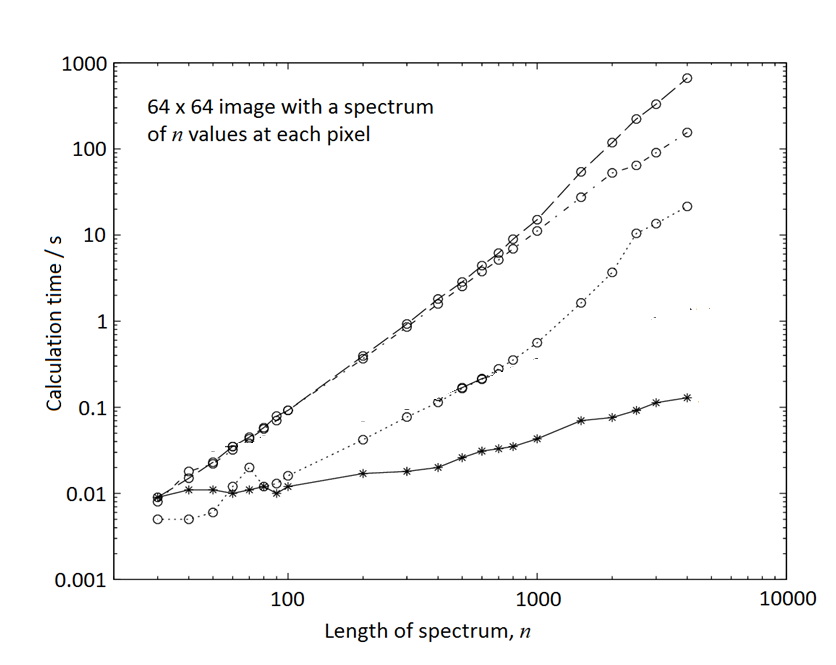 1000
64 x 64 image with a spectrum
of n values at each pixel
100
10
1
0.1
0.01
0.001
Calculation time / s
100
1000
10000
Length of spectrum, n